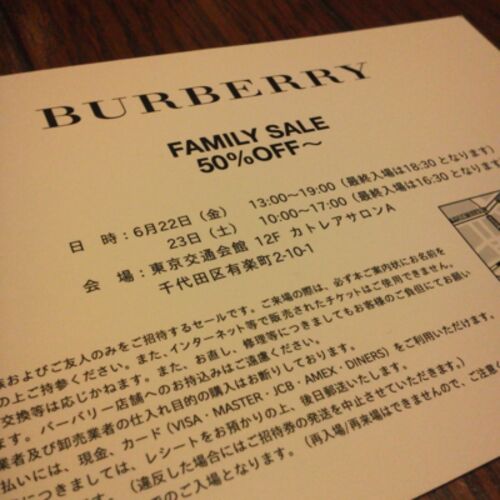 BURBERRY
FAMILY SALE
50%OFF～
日 時：6月22日（金） 13:00～19:00（最終入場は18:30となります）
23日（土） 10:00～17:00（最終入場は16:30となります
会 場：東京交通会館 12F カトレアサロンA
千代田区有楽町2-10-1
族およびご友人のみをご招待するセールです。ご来場の際は、必ず本ご案内状にお名前を
の上ご持参ください。また、インターネット等で販売されたチケットはご使用できません。
交換等は応じかねます。また、お直し、修理等につきましてもお客様のご負担にてお願い
ます。バーバリー店舗へのお持込みはご遠慮ください。
業者及び卸売業者の仕入れ目的の購入はお断りしております。
払いには、現金、カード（VISA・MASTER・JCB・AMEX・DINERS）をご利用いただけます。
につきましては、レシートをお預かりの上、後日郵送いたします。
（違反した場合にはご招待券の発送を中止させていただきます。）
のご入場となります。（再入場/再来場はできませんので、ご注意く